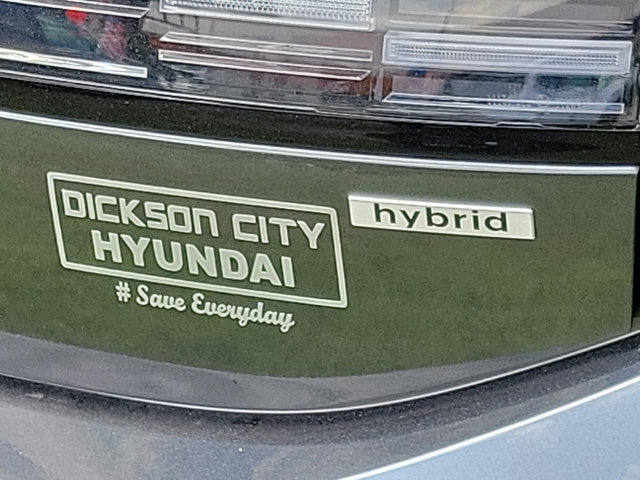 DICKSON CITY
HYUNDAI
# Save Everyday
hybrid